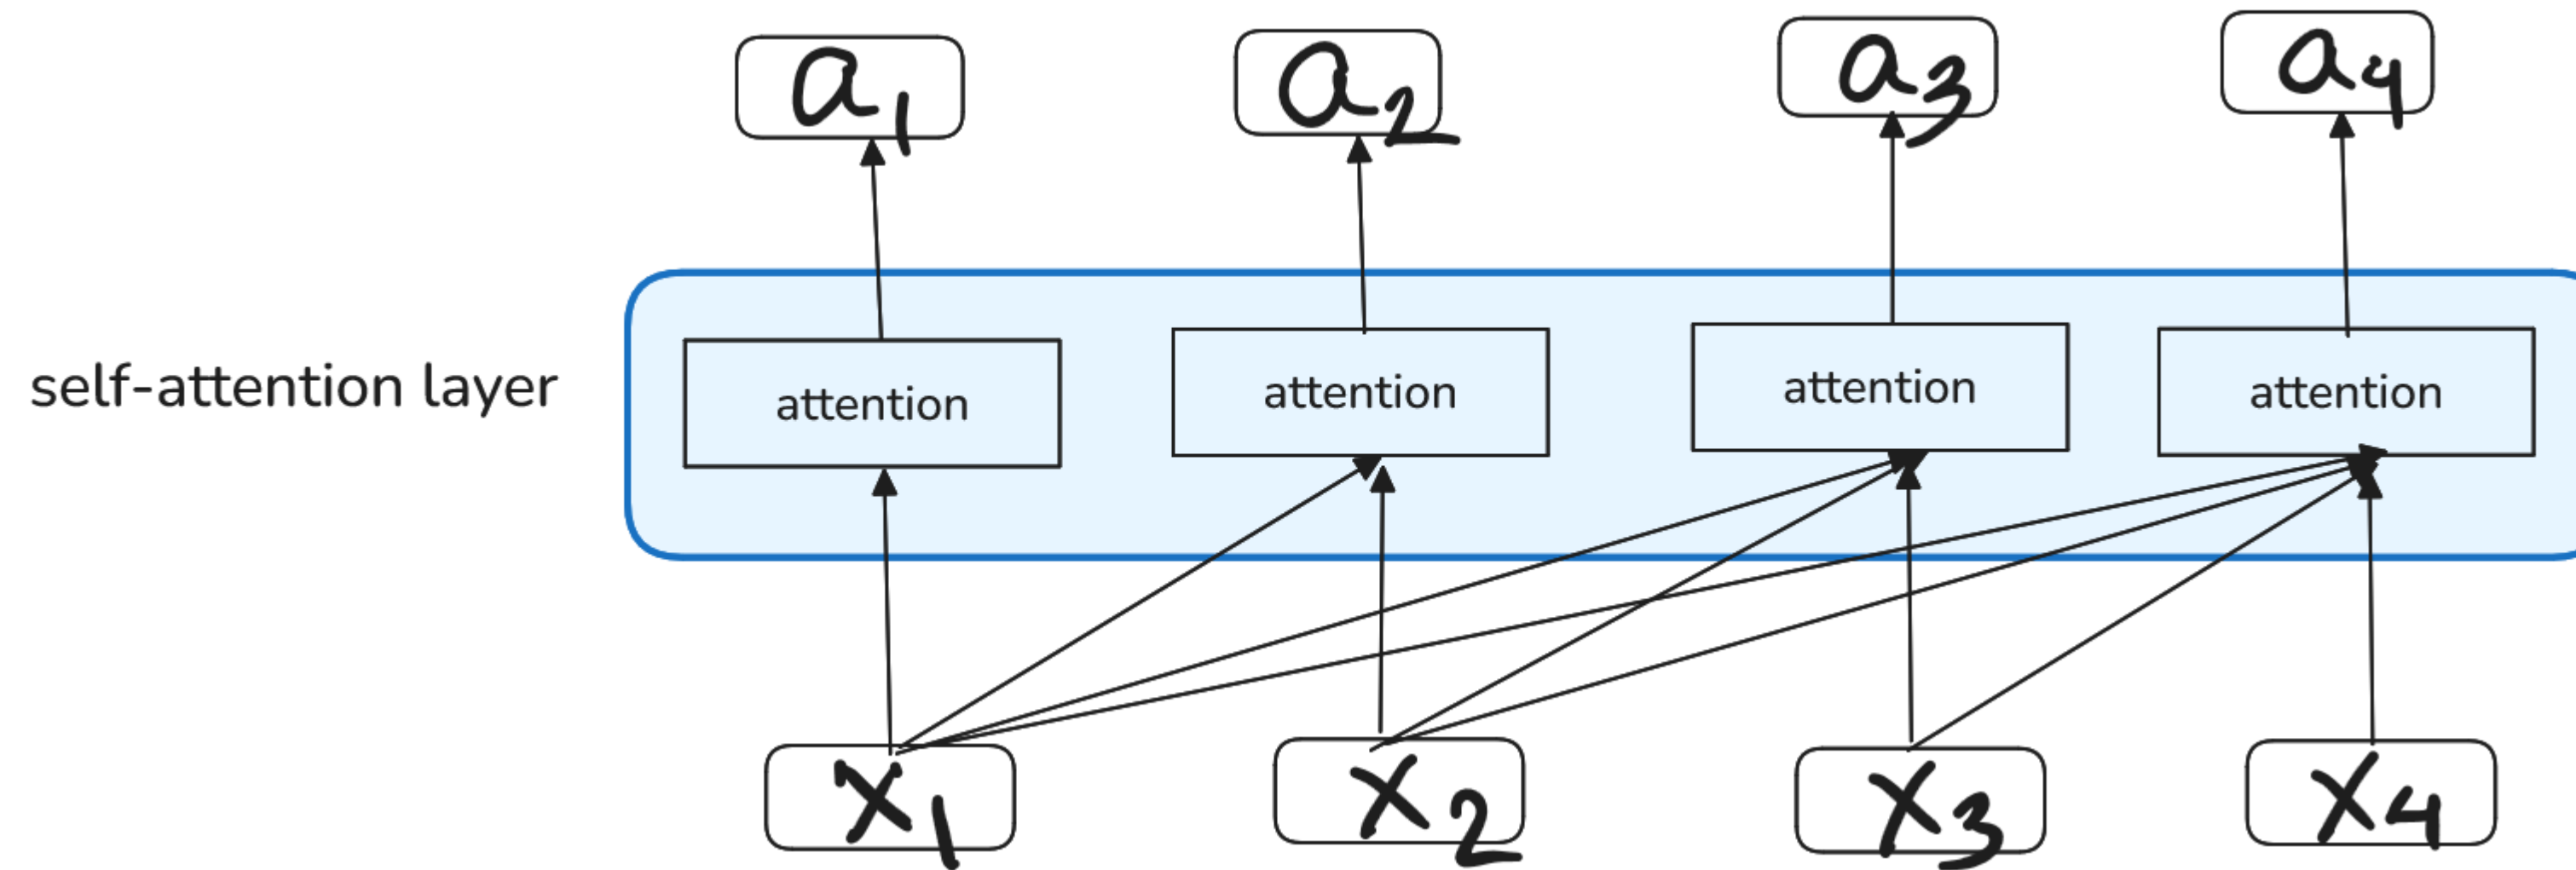 a1 a2 a3 a4
self-attention layer
attention attention attention attention
x1 x2 x3 x4